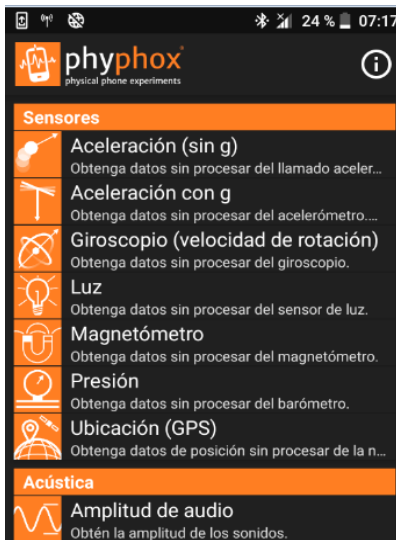 24 % 07:17
phyphox
physical phone experiments
Sensores
Aceleración (sin g)
Obtenga datos sin procesar del llamado aceler...
Aceleración con g
Obtenga datos sin procesar del acelerómetro....
Giroscopio (velocidad de rotación)
Obtenga datos sin procesar del giroscopio.
Luz
Obtenga datos sin procesar del sensor de luz.
Magnetómetro
Obtenga datos sin procesar del magnetómetro.
Presión
Obtenga datos sin procesar del barómetro.
Ubicación (GPS)
Obtenga datos de posición sin procesar de la n...
Acústica
Amplitud de audio
Obtén la amplitud de los sonidos.